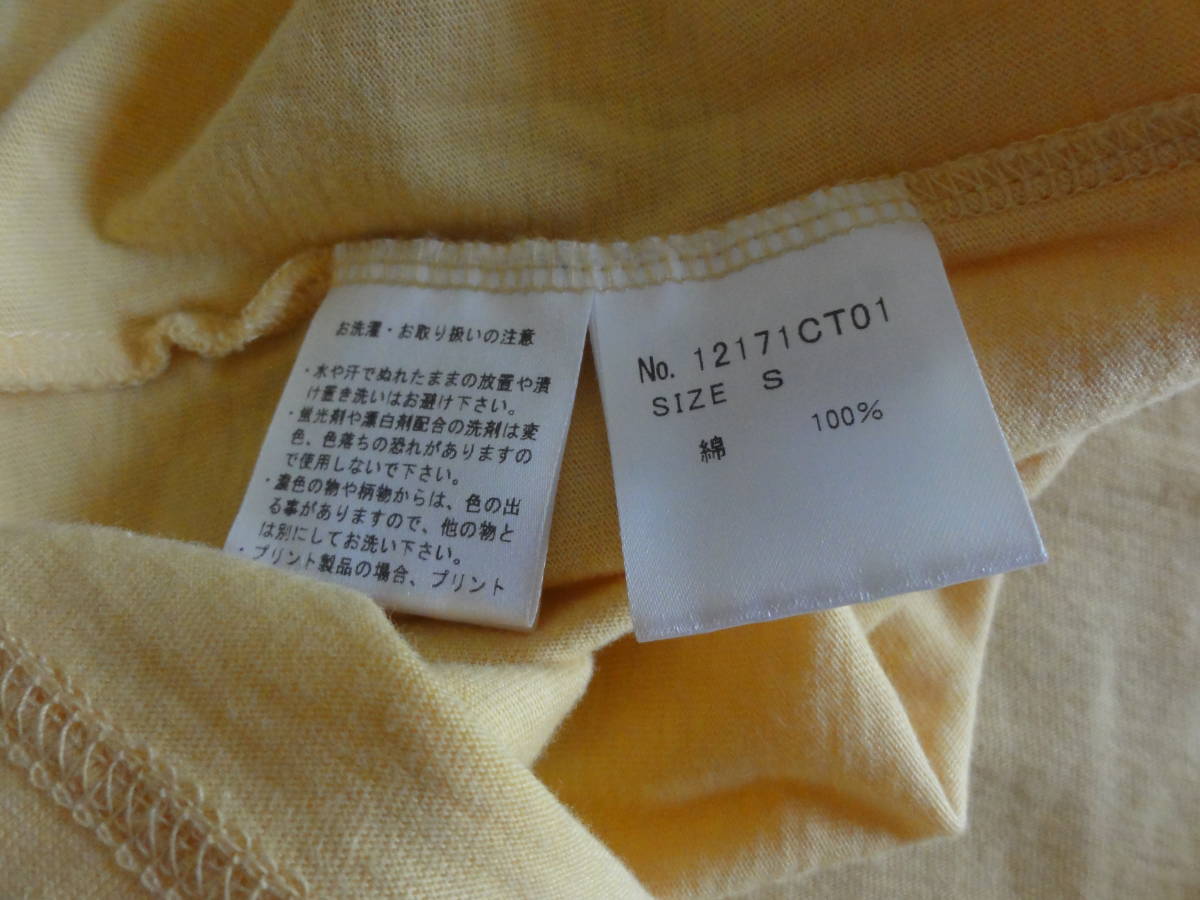 お洗濯・お取り扱いの注意
・水や汗でぬれたままの放置や漬
け置き洗いはお避け下さい。
・蛍光剤や漂白剤配合の洗剤は変
色、色落ちの恐れがありますの
で使用しないで下さい。
・濃色の物や柄物からは、色の出
る事がありますので、他の物と
は別にしてお洗い下さい。
・プリント製品の場合、プリント
No. 12171CT01
SIZE S
綿 100%